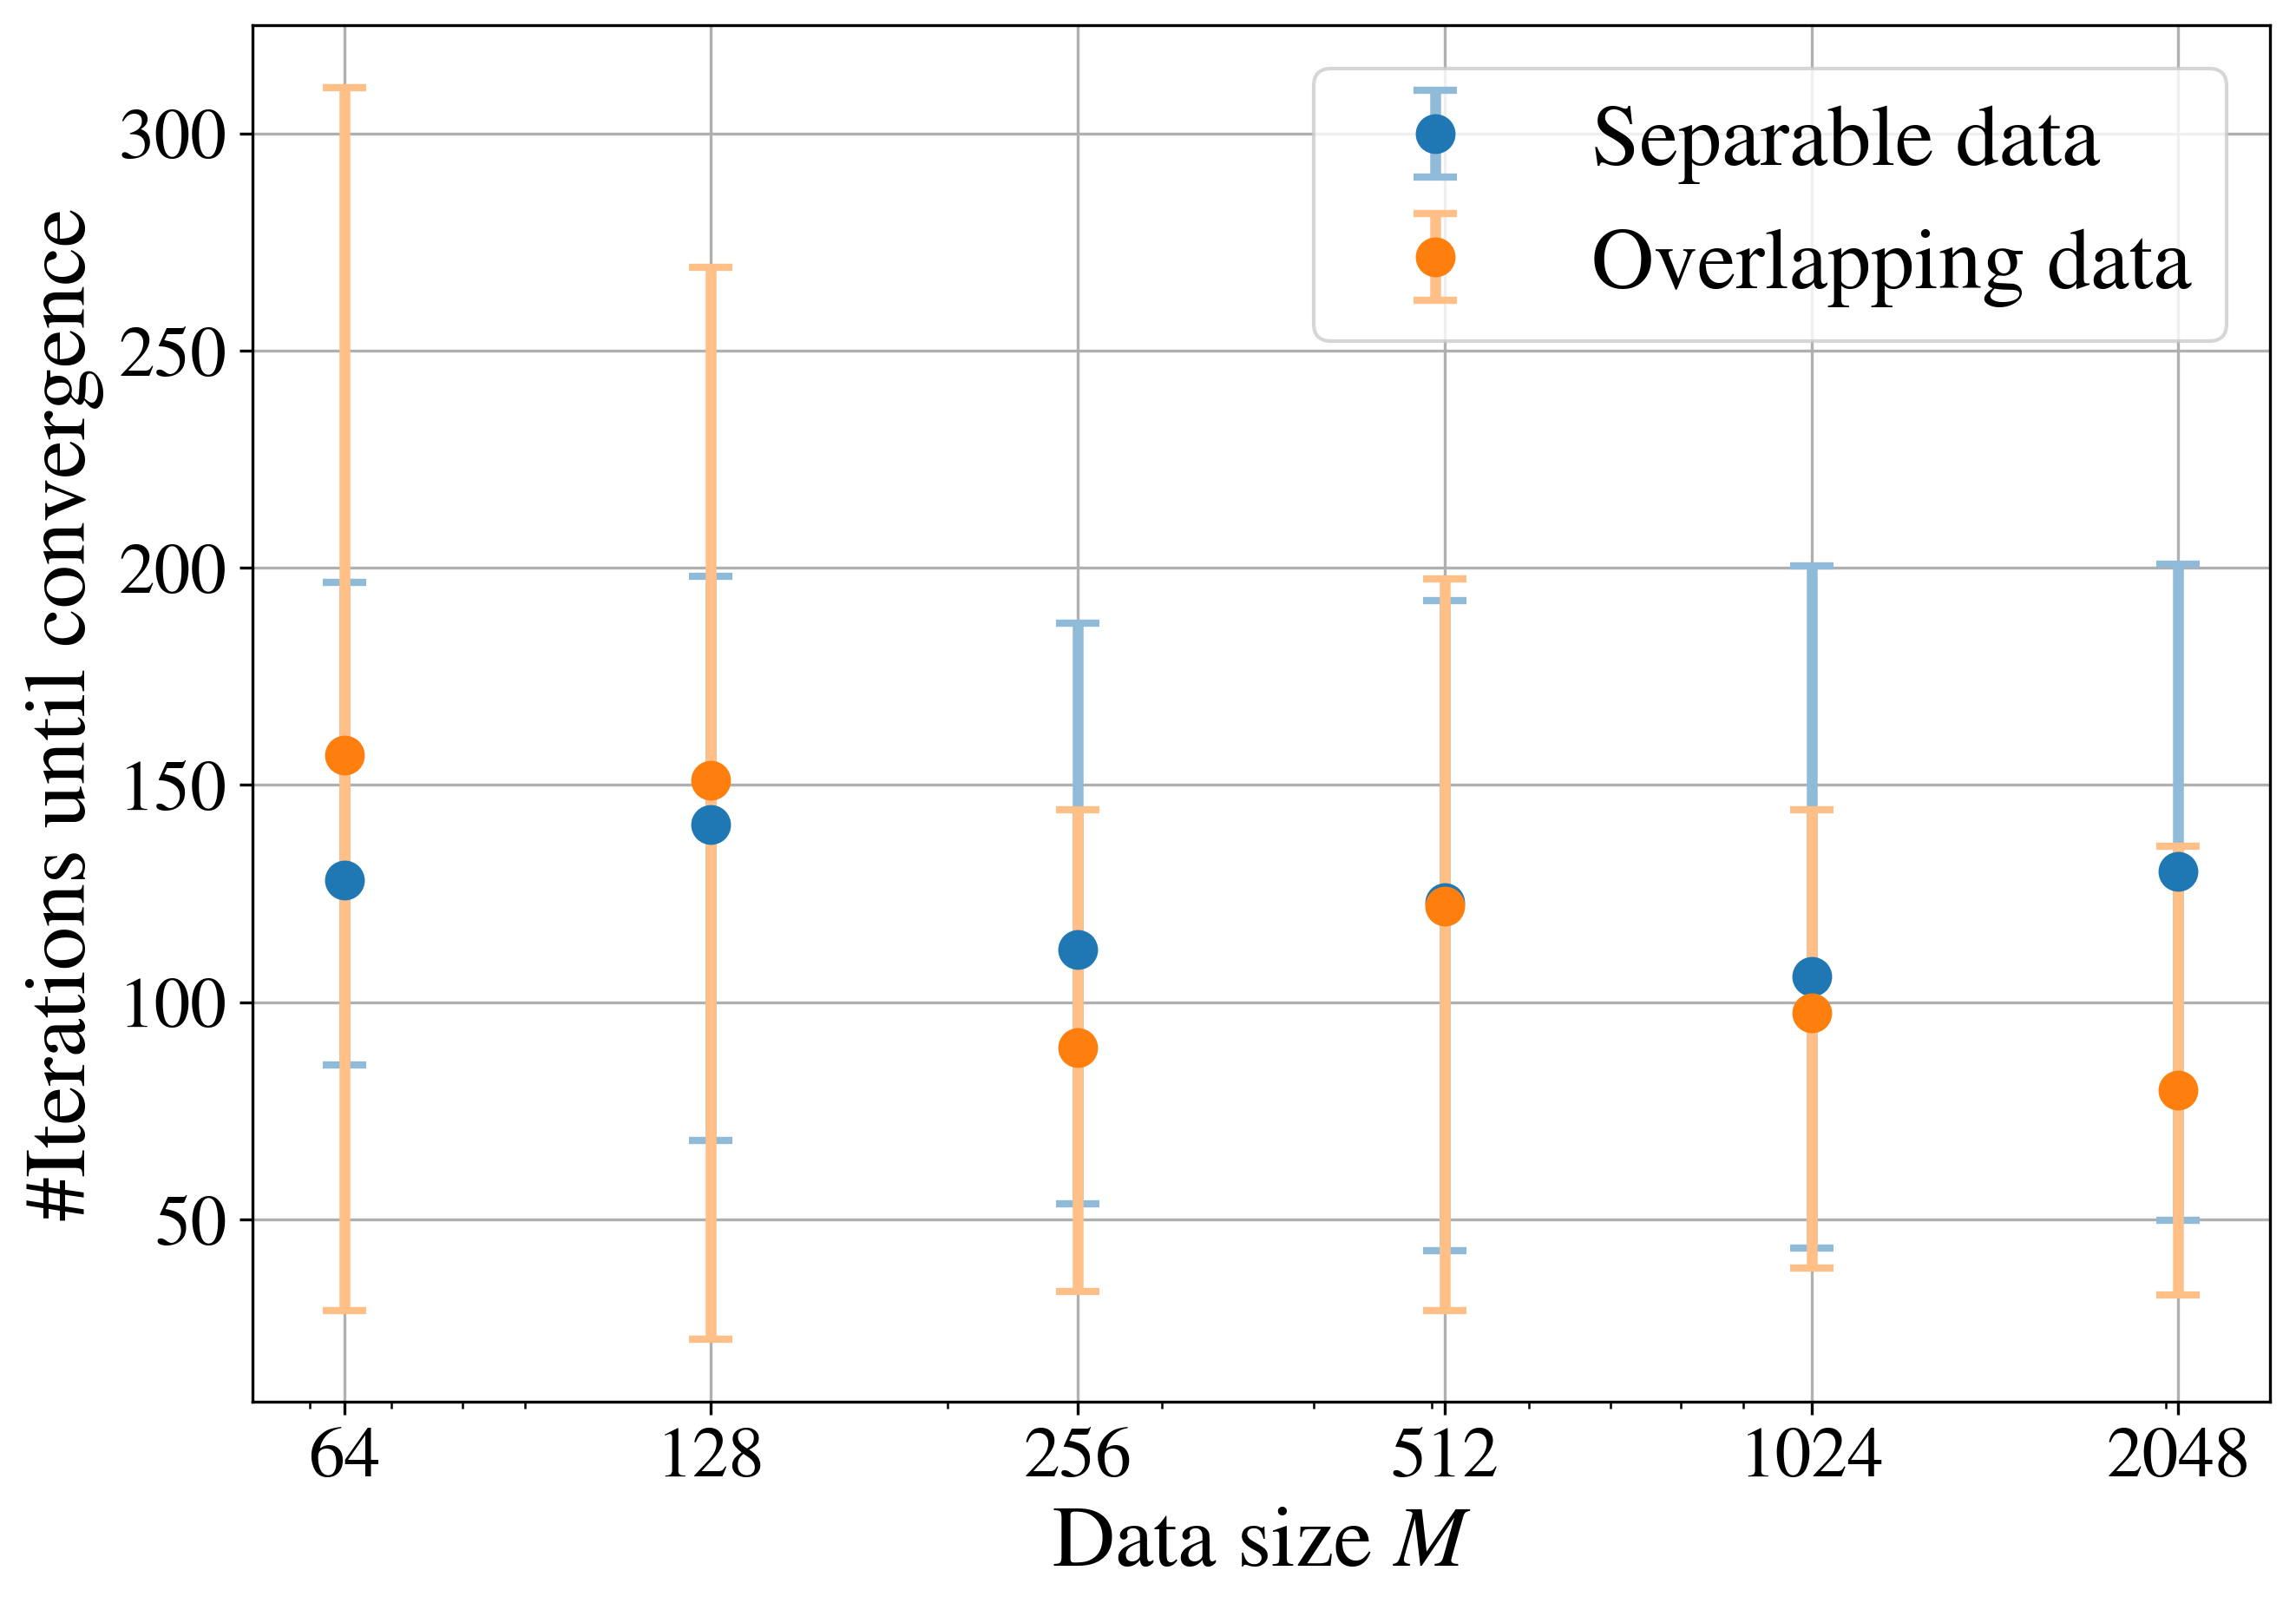 #Iterations until convergence
300
250
200
150
100
50
Separable data
Overlapping data
64 128 256 512 1024 2048
Data size M